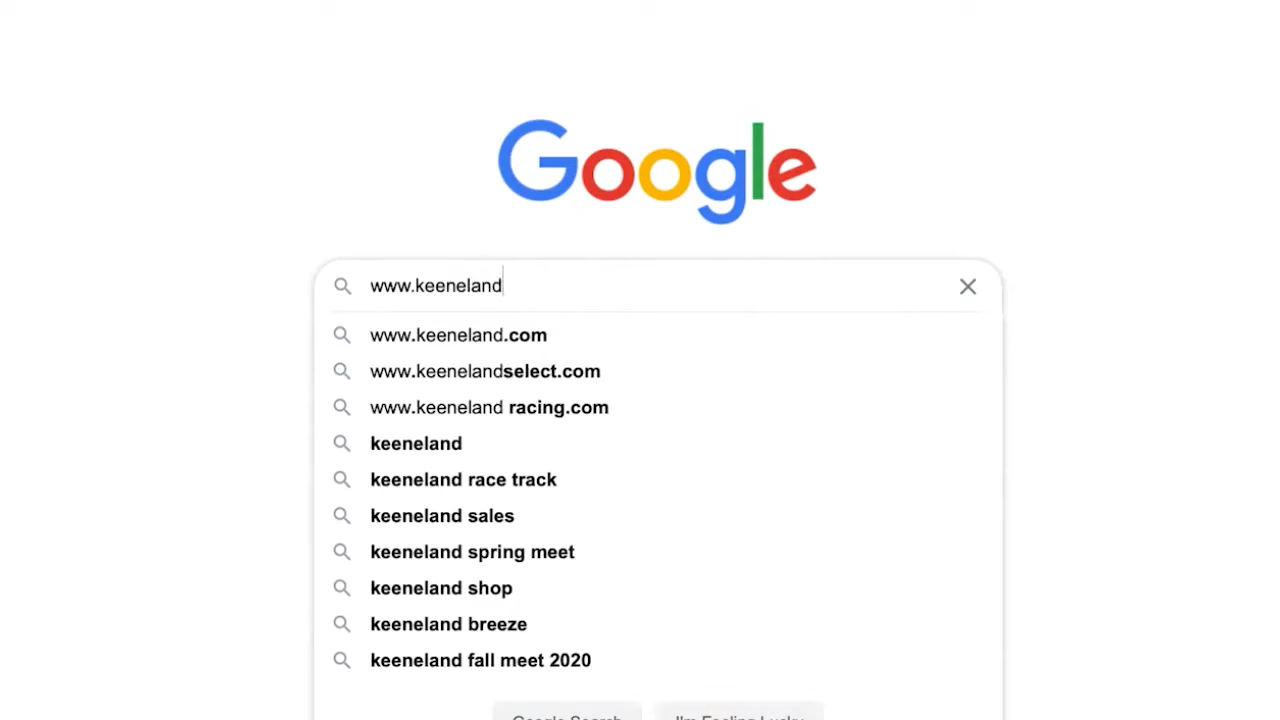 Google
www.keeneland
www.keeneland.com
www.keenelandselect.com
www.keeneland racing.com
keeneland
keeneland race track
keeneland sales
keeneland spring meet
keeneland shop
keeneland breeze
keeneland fall meet 2020
Google Search I'm Feeling Lucky